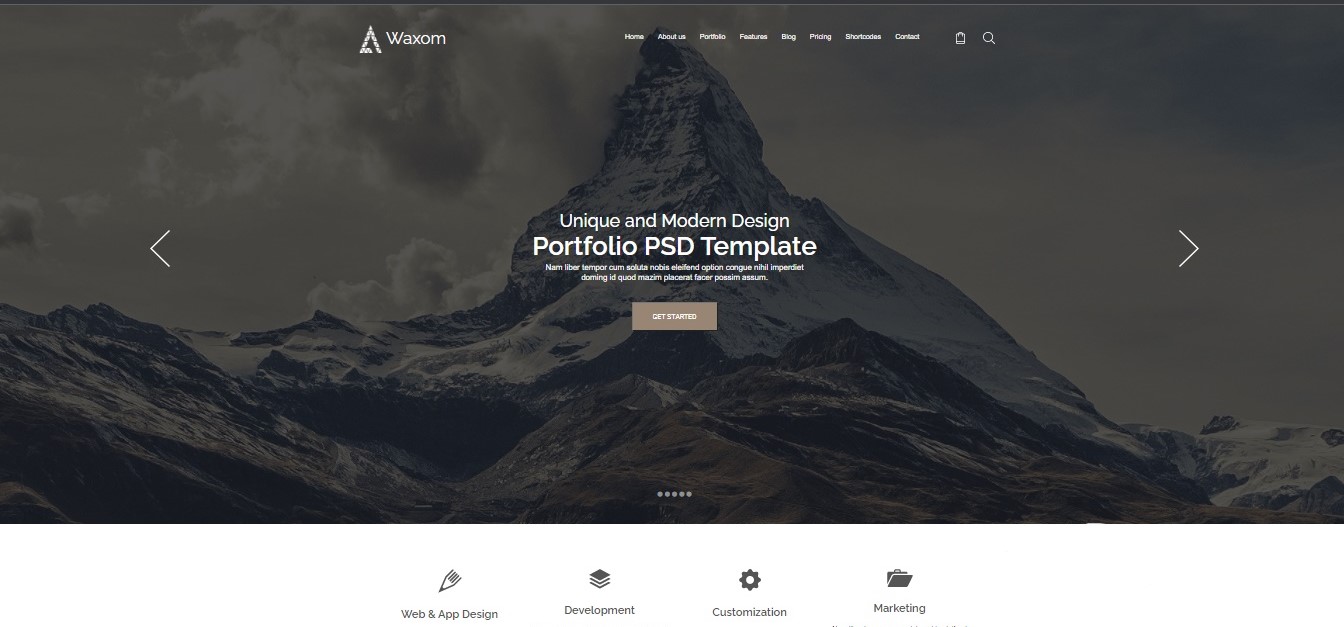 Waxom
Home About us Portfolio Features Blog Pricing Shortcodes Contact
Unique and Modern Design
Portfolio PSD Template
Nam liber tempor cum soluta nobis eleifend option congue nihil imperdiet
doming id quod mazim placerat facer possim assum.
GET STARTED
Web & App Design
Development
Customization
Marketing